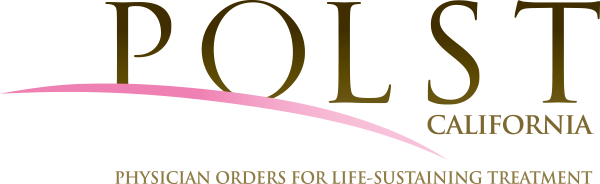 POLST
CALIFORNIA
PHYSICIAN ORDERS FOR LIFE-SUSTAINING TREATMENT